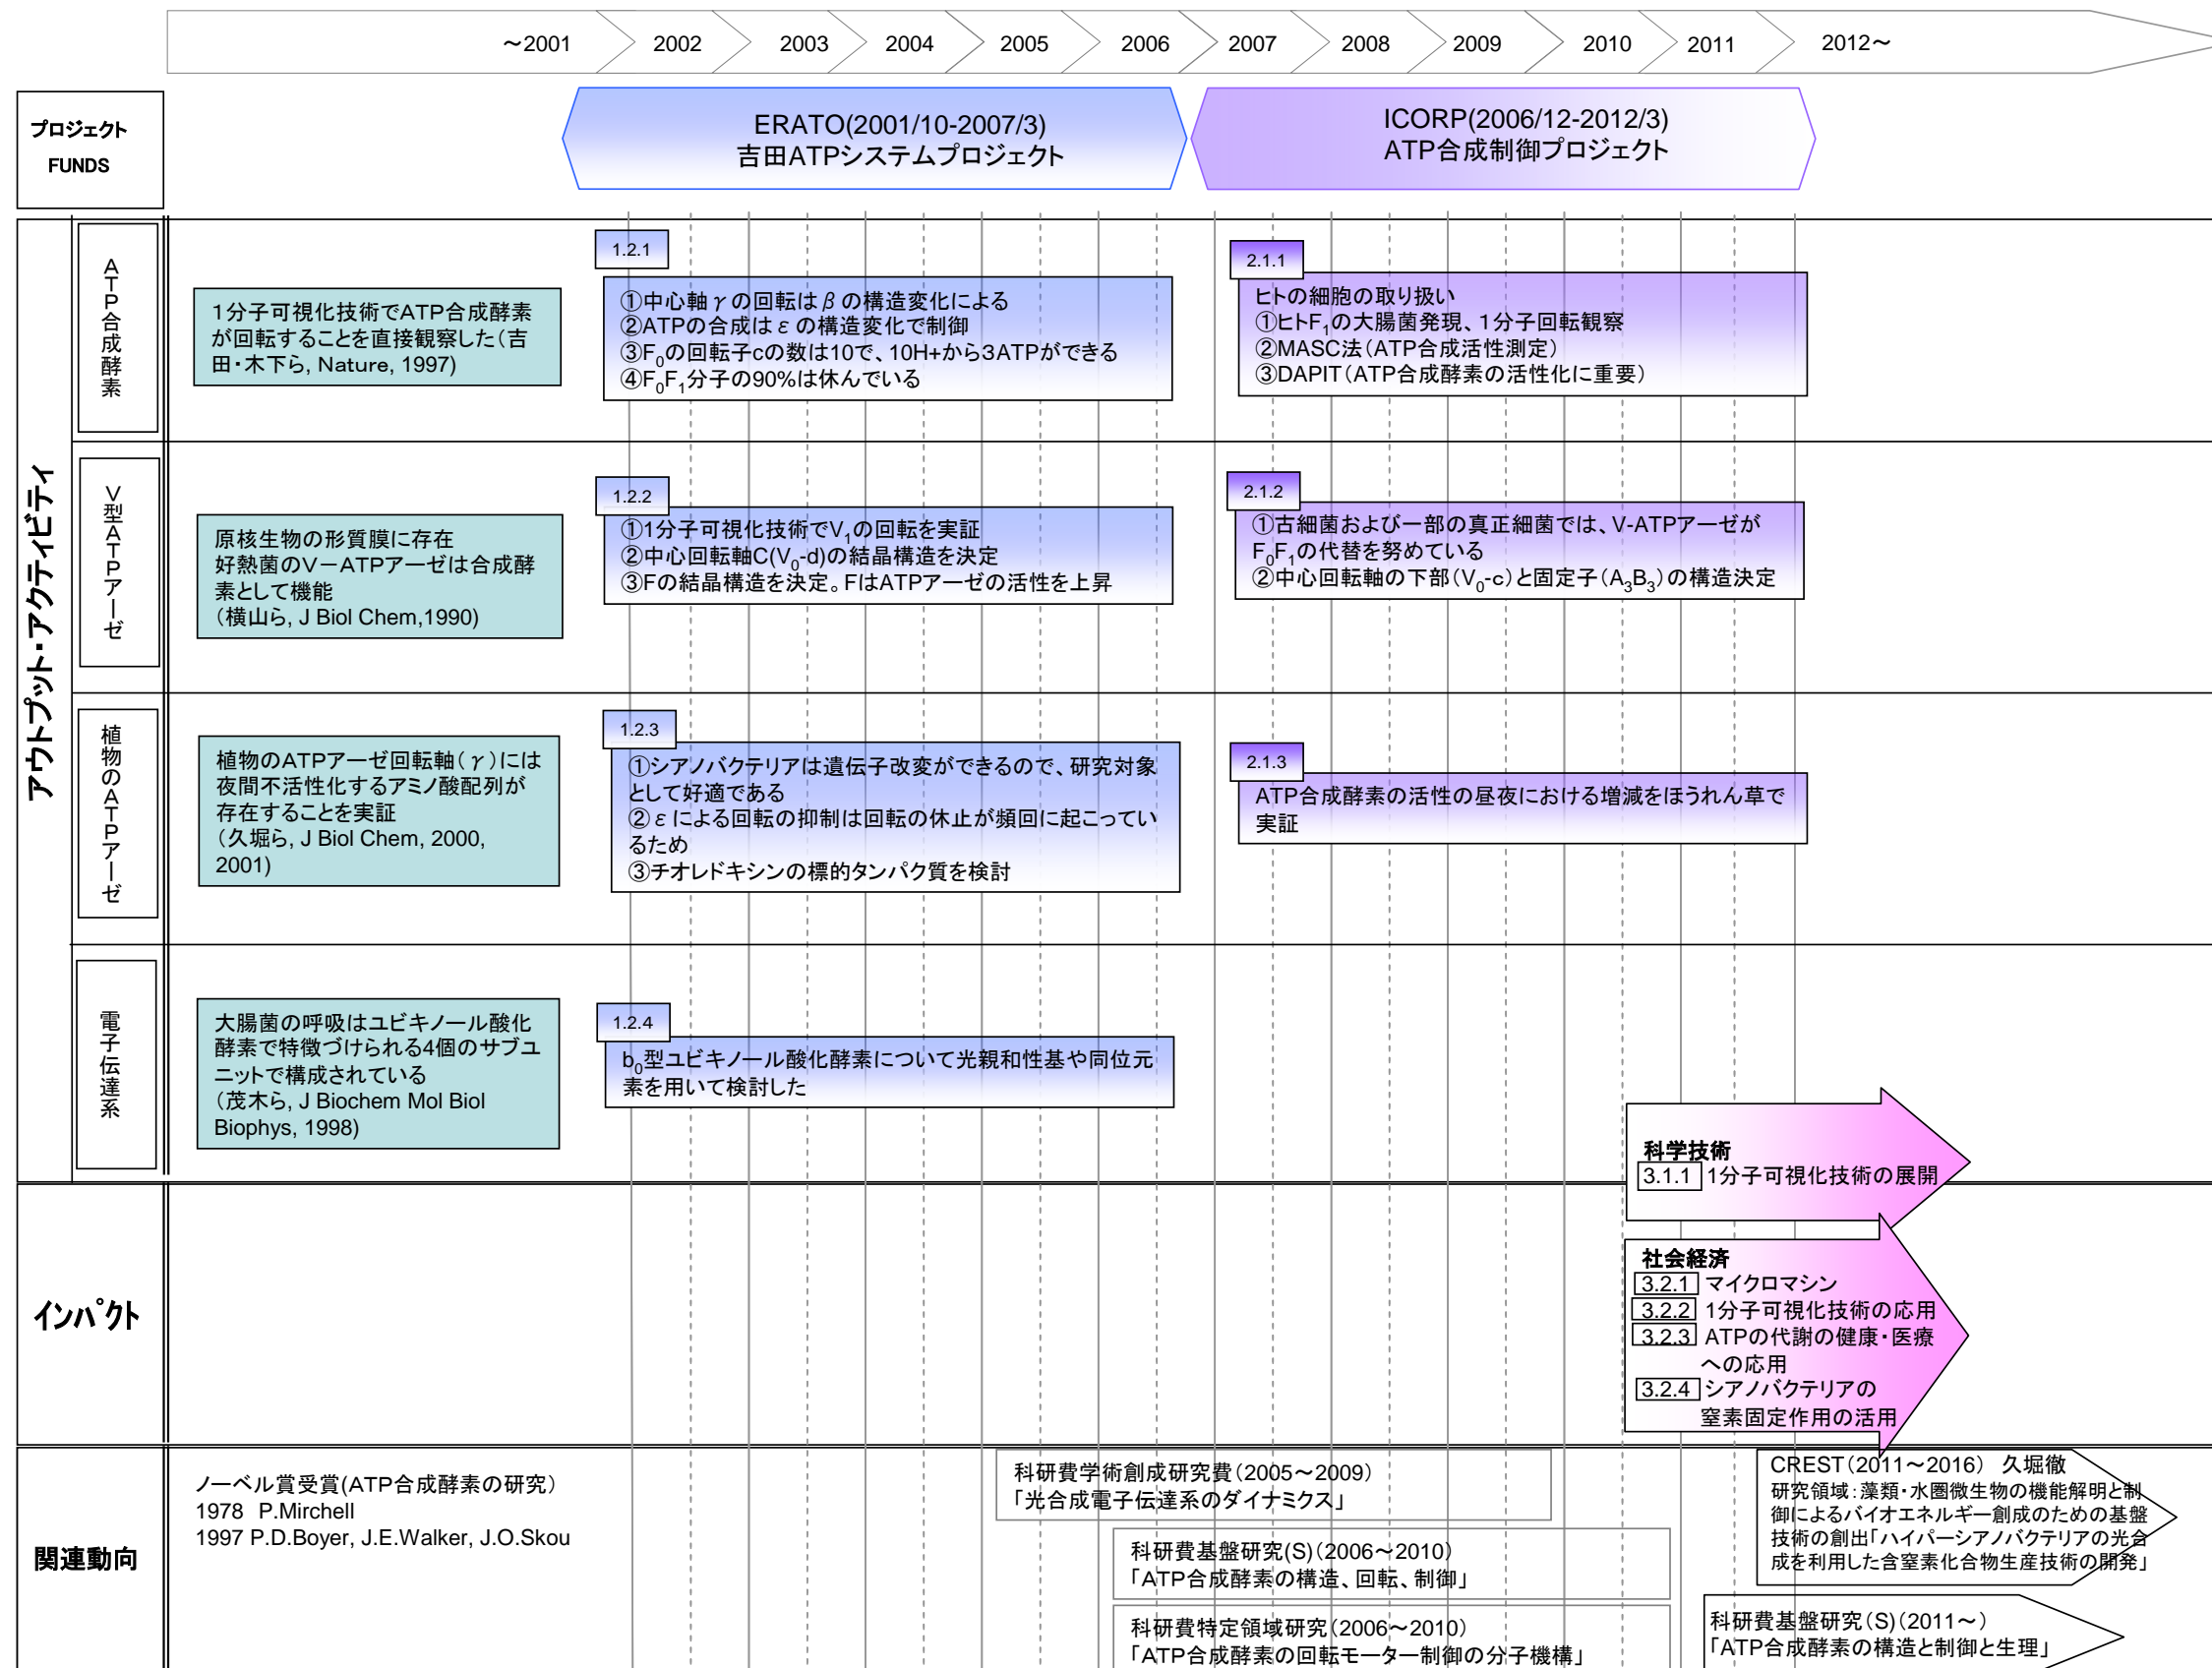 ～2001
2002
2003
2004
2005
2006
2007
2008
2009
2010
2011
2012～
プロジェクト
FUNDS
ERATO(2001/10-2007/3)
吉田ATPシステムプロジェクト
ICORP(2006/12-2012/3)
ATP合成制御プロジェクト
アウトプット・アクティビティ
ATP合成酵素
1分子可視化技術でATP合成酵素
が回転することを直接観察した（吉
田・木下ら, Nature, 1997)
1.2.1
①中心軸γの回転はβの構造変化による
②ATPの合成はεの構造変化で制御
③F0の回転子cの数は10で、10H+から3ATPができる
④F0F1分子の90%は休んでいる
2.1.1
ヒトの細胞の取り扱い
①ヒトF1の大腸菌発現、1分子回転観察
②MASC法（ATP合成活性測定）
③DAPIT（ATP合成酵素の活性化に重要）
V型ATPアーゼ
原核生物の形質膜に存在
好熱菌のV－ATPアーゼは合成酵
素として機能
（横山ら, J Biol Chem,1990)
1.2.2
①1分子可視化技術でV1の回転を実証
②中心回転軸C(V0-d)の結晶構造を決定
③Fの結晶構造を決定。FはATPアーゼの活性を上昇
2.1.2
①古細菌および一部の真正細菌では、V-ATPアーゼが
F0F1の代替を努めている
②中心回転軸の下部（V0-c）と固定子（A3B3）の構造決定
植物のATPアーゼ
植物のATPアーゼ回転軸（γ）には
夜間不活性化するアミノ酸配列が
存在することを実証
（久堀ら, J Biol Chem, 2000,
2001)
1.2.3
①シアノバクテリアは遺伝子改変ができるので、研究対象
として好適である
②εによる回転の抑制は回転の休止が頻回に起こってい
るため
③チオレドキシンの標的タンパク質を検討
2.1.3
ATP合成酵素の活性の昼夜における増減をほうれん草で
実証
電子伝達系
大腸菌の呼吸はユビキノール酸化
酵素で特徴づけられる4個のサブユ
ニットで構成されている
（茂木ら, J Biochem Mol Biol
Biophys, 1998)
1.2.4
b0型ユビキノール酸化酵素について光親和性基や同位元
素を用いて検討した
科学技術
3.1.1 1分子可視化技術の展開
インパクト
社会経済
3.2.1 マイクロマシン
3.2.2 1分子可視化技術の応用
3.2.3 ATPの代謝の健康・医療
への応用
3.2.4 シアノバクテリアの
窒素固定作用の活用
関連動向
ノーベル賞受賞(ATP合成酵素の研究）
1978 P.Mirchell
1997 P.D.Boyer, J.E.Walker, J.O.Skou
科研費学術創成研究費（2005～2009）
「光合成電子伝達系のダイナミクス」
科研費基盤研究(S)（2006～2010）
「ATP合成酵素の構造、回転、制御」
科研費特定領域研究（2006～2010）
「ATP合成酵素の回転モーター制御の分子機構」
CREST（2011～2016） 久堀徹
研究領域：藻類・水圏微生物の機能解明と制
御によるバイオエネルギー創成のための基盤
技術の創出「ハイパーシアノバクテリアの光合
成を利用した含窒素化合物生産技術の開発」
科研費基盤研究（S)（2011～）
「ATP合成酵素の構造と制御と生理」